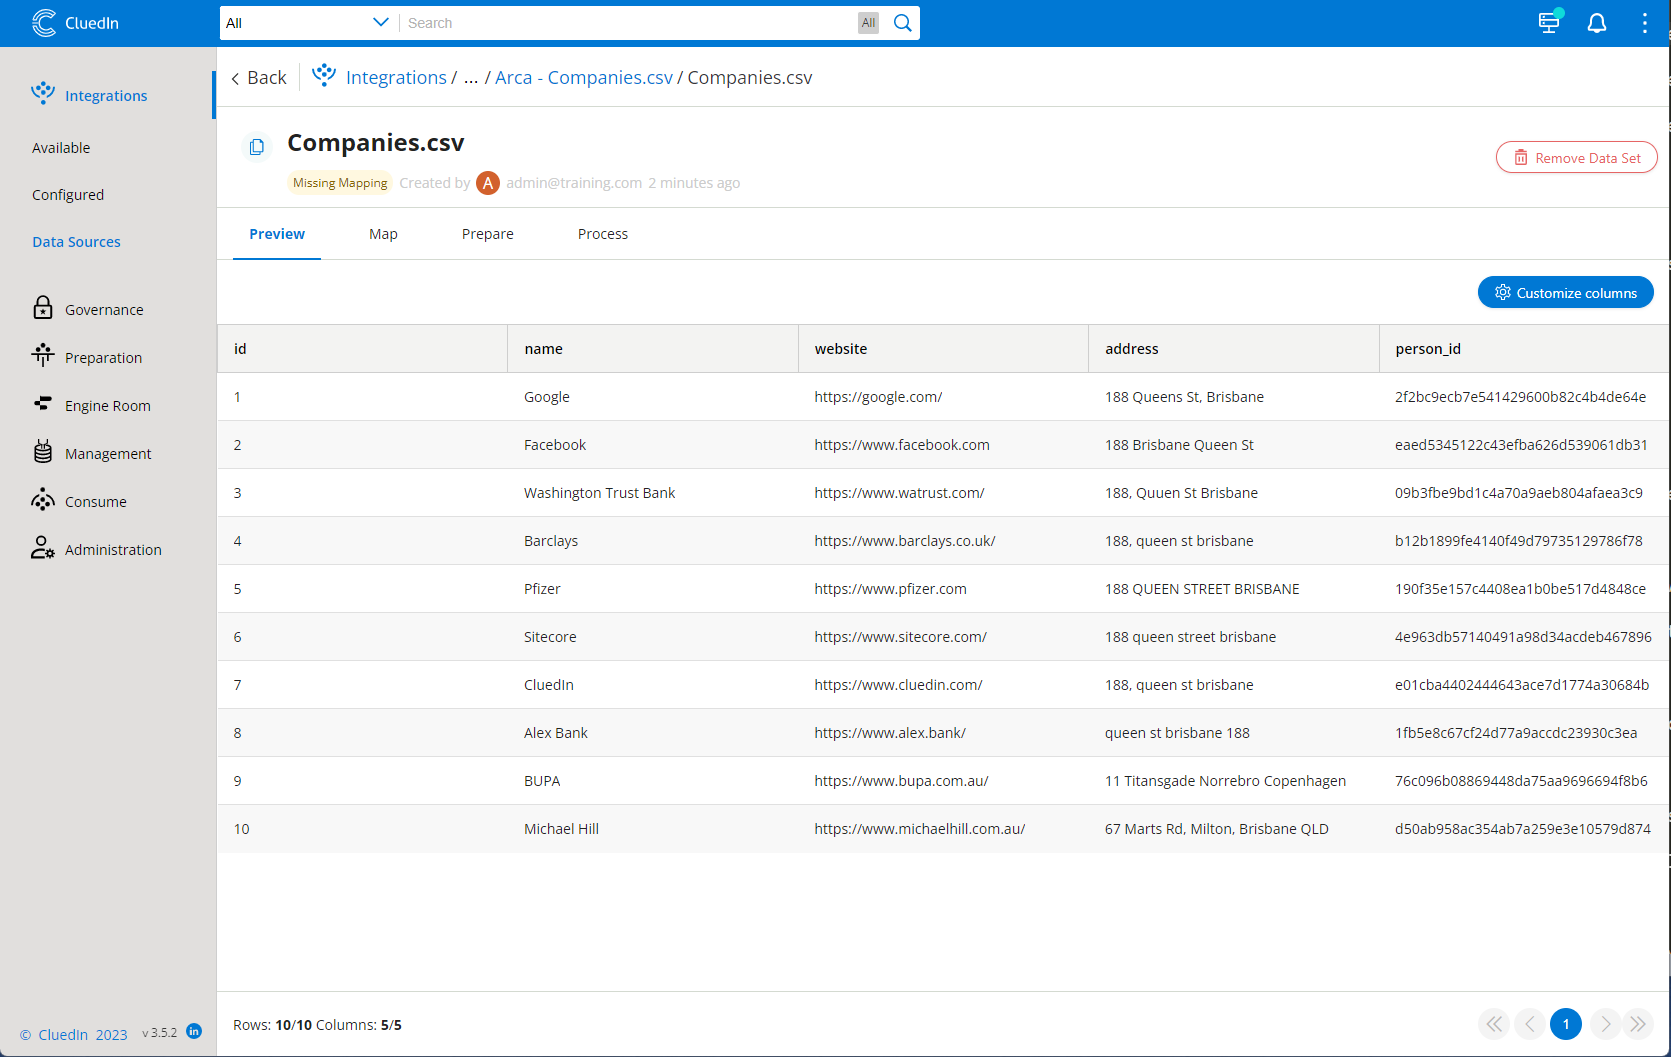 CluedIn
All
Search
All
Integrations
Available
Configured
Data Sources
Governance
Preparation
Engine Room
Management
Consume
Administration
© CluedIn 2023 v 3.5.2 in
Back
Integrations / ... / Arca - Companies.csv / Companies.csv
Companies.csv
Missing Mapping Created by A admin@training.com 2 minutes ago
Remove Data Set
Preview Map Prepare Process
Customize columns
id name website address person_id
1 Google https://google.com/ 188 Queens St, Brisbane 2f2bc9ecb7e541429600b82c4b4de64e
2 Facebook https://www.facebook.com 188 Brisbane Queen St eaed5345122c43efba626d539061db31
3 Washington Trust Bank https://www.watrust.com/ 188, Quuen St Brisbane 09b3fbe9bd1c4a70a9aeb804afaea3c9
4 Barclays https://www.barclays.co.uk/ 188, queen st brisbane b12b1899fe4140f49d79735129786f78
5 Pfizer https://www.pfizer.com 188 QUEEN STREET BRISBANE 190f35e157c4408ea1b0be517d4848ce
6 Sitecore https://www.sitecore.com/ 188 queen street brisbane 4e963db57140491a98d34acdeb467896
7 CluedIn https://www.cluedin.com/ 188, queen st brisbane e01cba4402444643ace7d1774a30684b
8 Alex Bank https://www.alex.bank/ queen st brisbane 188 1fb5e8c67cf24d77a9accdc23930c3ea
9 BUPA https://www.bupa.com.au/ 11 Titansgade Norrebro Copenhagen 76c096b08869448da75aa9696694f8b6
10 Michael Hill https://www.michaelhill.com.au/ 67 Marts Rd, Milton, Brisbane QLD d50ab958ac354ab7a259e3e10579d874
Rows: 10/10 Columns: 5/5
1